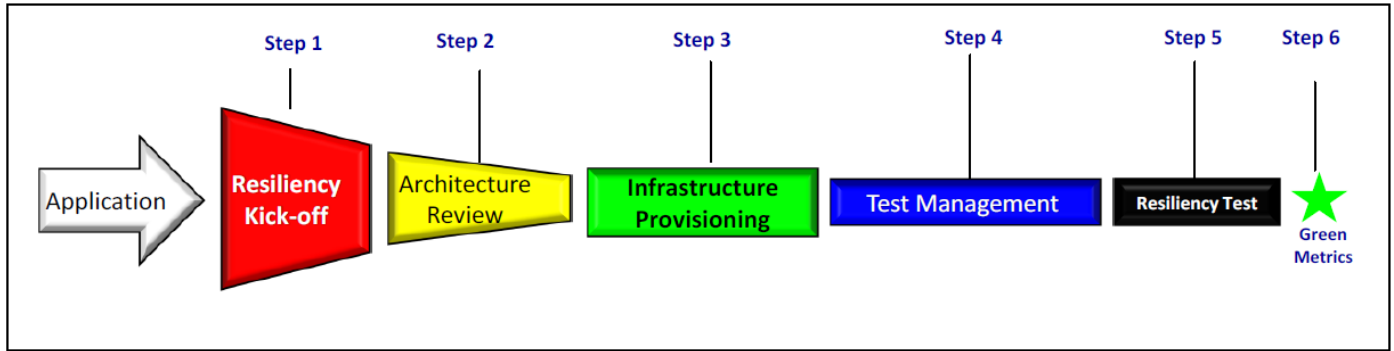 Step 1
Step 2
Step 3
Step 4
Step 5
Step 6
Application
Resiliency
Kick-off
Architecture
Review
Infrastructure
Provisioning
Test Management
Resiliency Test
Green
Metrics